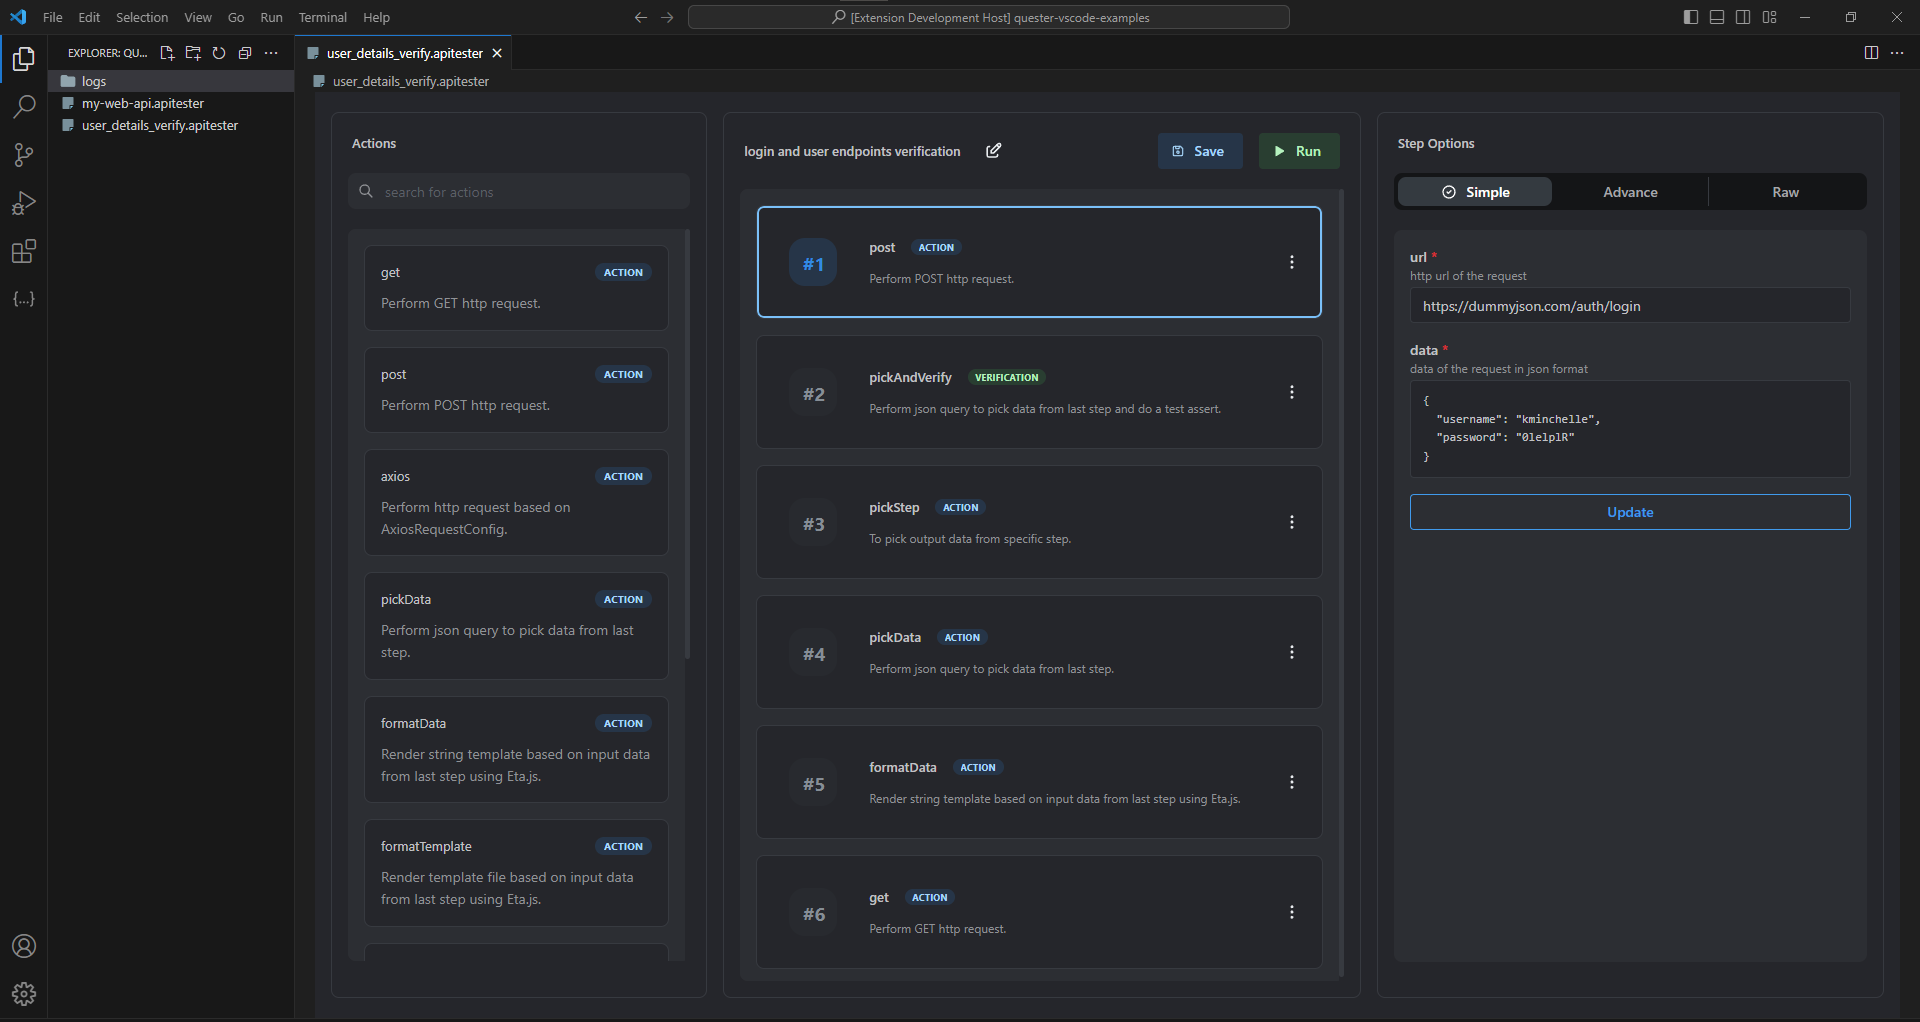 File Edit Selection View Go Run Terminal Help
[Extension Development Host] quester-vscode-examples
EXPLORER: QU...
logs
my-web-api.apitester
user_details_verify.apitester
user_details_verify.apitester
user_details_verify.apitester
Actions
search for actions
get ACTION
Perform GET http request.
post ACTION
Perform POST http request.
axios ACTION
Perform http request based on
AxiosRequestConfig.
pickData ACTION
Perform json query to pick data from last
step.
formatData ACTION
Render string template based on input data
from last step using Eta.js.
formatTemplate ACTION
Render template file based on input data
from last step using Eta.js.
login and user endpoints verification
Save
Run
#1
post ACTION
Perform POST http request.
#2
pickAndVerify VERIFICATION
Perform json query to pick data from last step and do a test assert.
#3
pickStep ACTION
To pick output data from specific step.
#4
pickData ACTION
Perform json query to pick data from last step.
#5
formatData ACTION
Render string template based on input data from last step using Eta.js.
#6
get ACTION
Perform GET http request.
Step Options
Simple Advance Raw
url *
http url of the request
https://dummyjson.com/auth/login
data *
data of the request in json format
{
"username": "kminchelle",
"password": "0lelplR"
}
Update